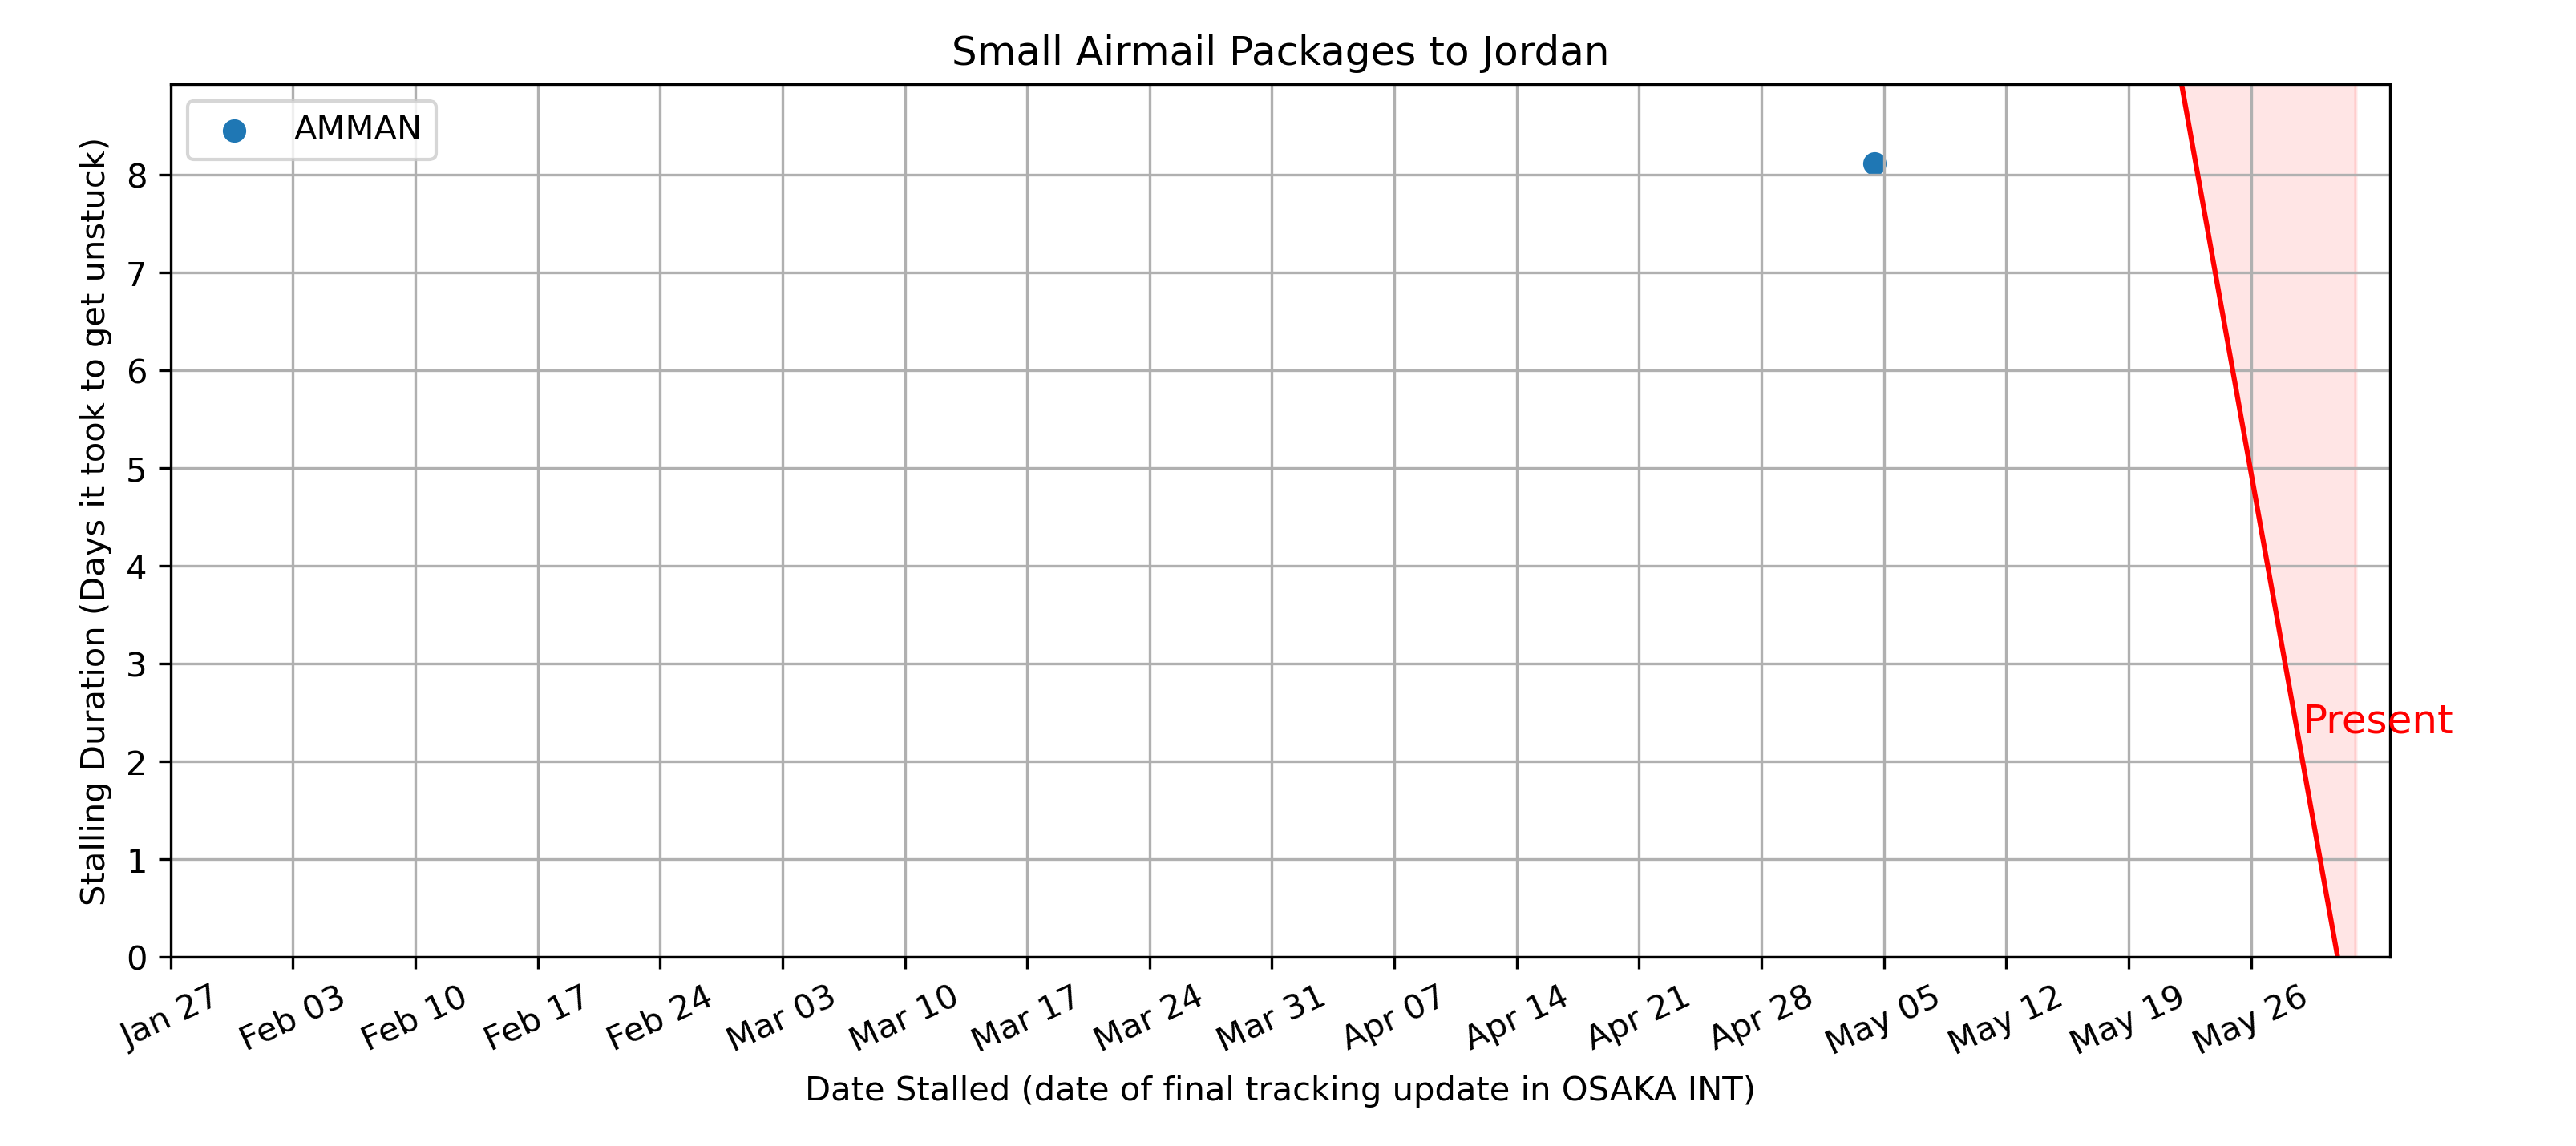 Small Airmail Packages to Jordan
AMMAN
Stalling Duration (Days it took to get unstuck)
8
7
6
5
4
3
2
1
0
Present
Jan 27
Feb 03
Feb 10
Feb 17
Feb 24
Mar 03
Mar 10
Mar 17
Mar 24
Mar 31
Apr 07
Apr 14
Apr 21
Apr 28
May 05
May 12
May 19
May 26
Date Stalled (date of final tracking update in OSAKA INT)